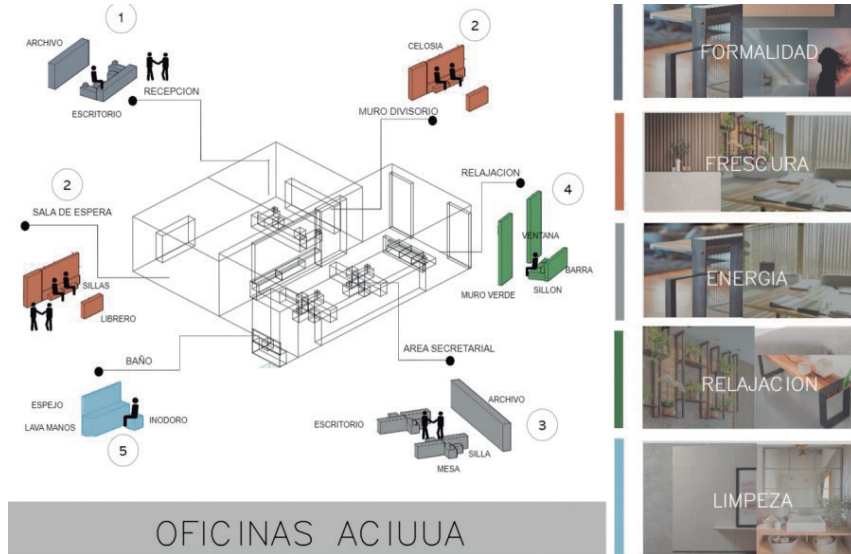 1
ARCHIVO
RECEPCION
ESCRITORIO
2
CELOSIA
MURO DIVISORIO
2
SALA DE ESPERA
SILLAS
LIBRERO
RELAJACION
4
VENTANA
BARRA
MURO VERDE
SILLON
BAÑO
ESPEJO
LAVA MANOS
INODORO
5
AREA SECRETARIAL
ARCHIVO
ESCRITORIO
3
SILLA
MESA
OFICINAS ACIUUA
FORMALIDAD
FRESCURA
ENERGIA
RELAJACION
LIMPEZA